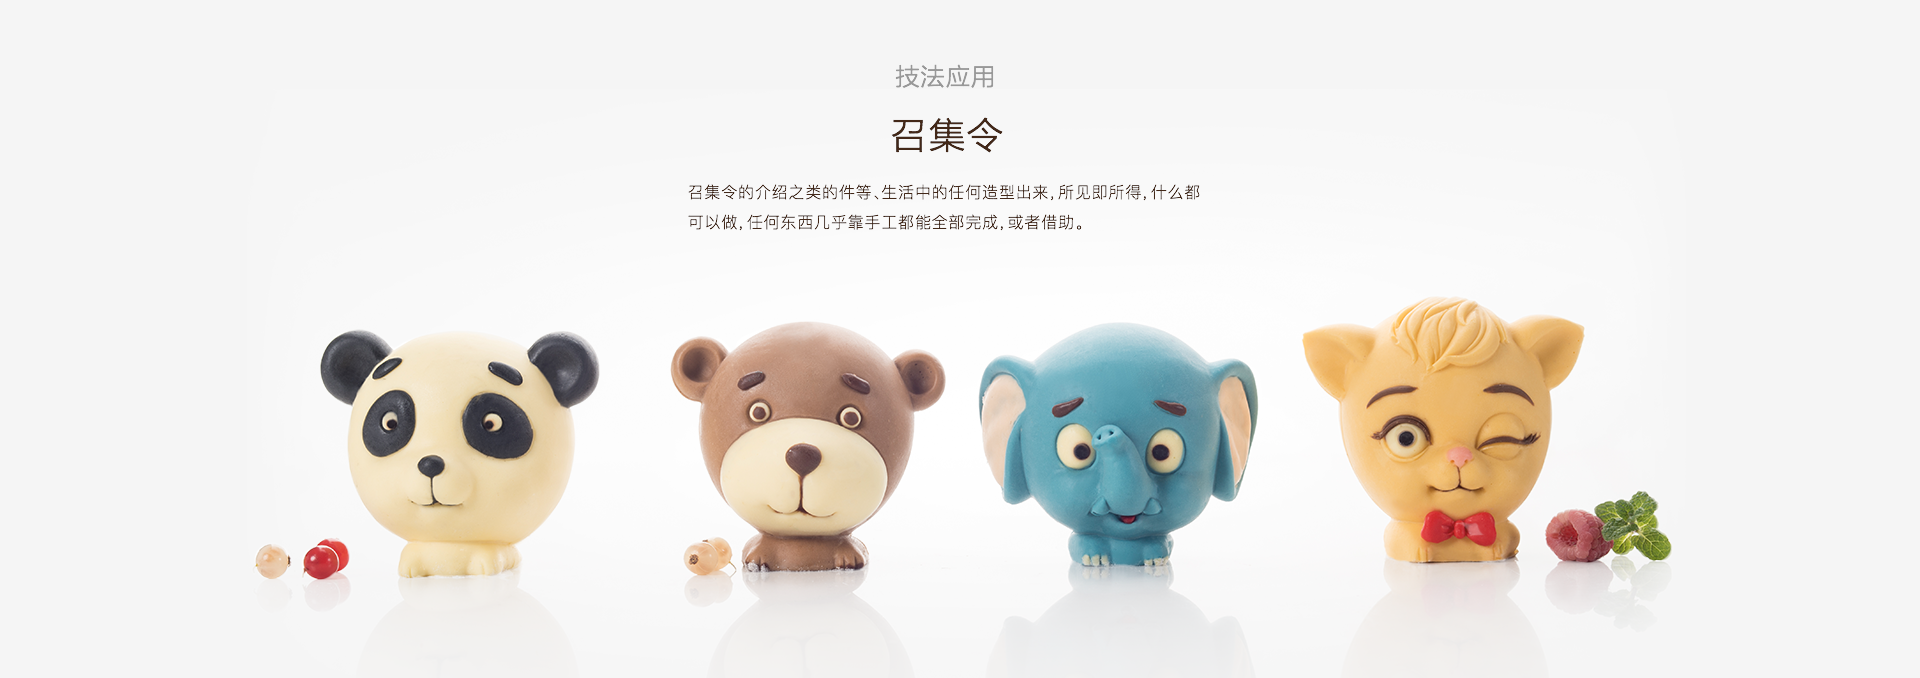 技法应用
召集令
召集令的介绍之类的件等、生活中的任何造型出来，所见即所得，什么都
可以做，任何东西几乎靠手工都能全部完成，或者借助。